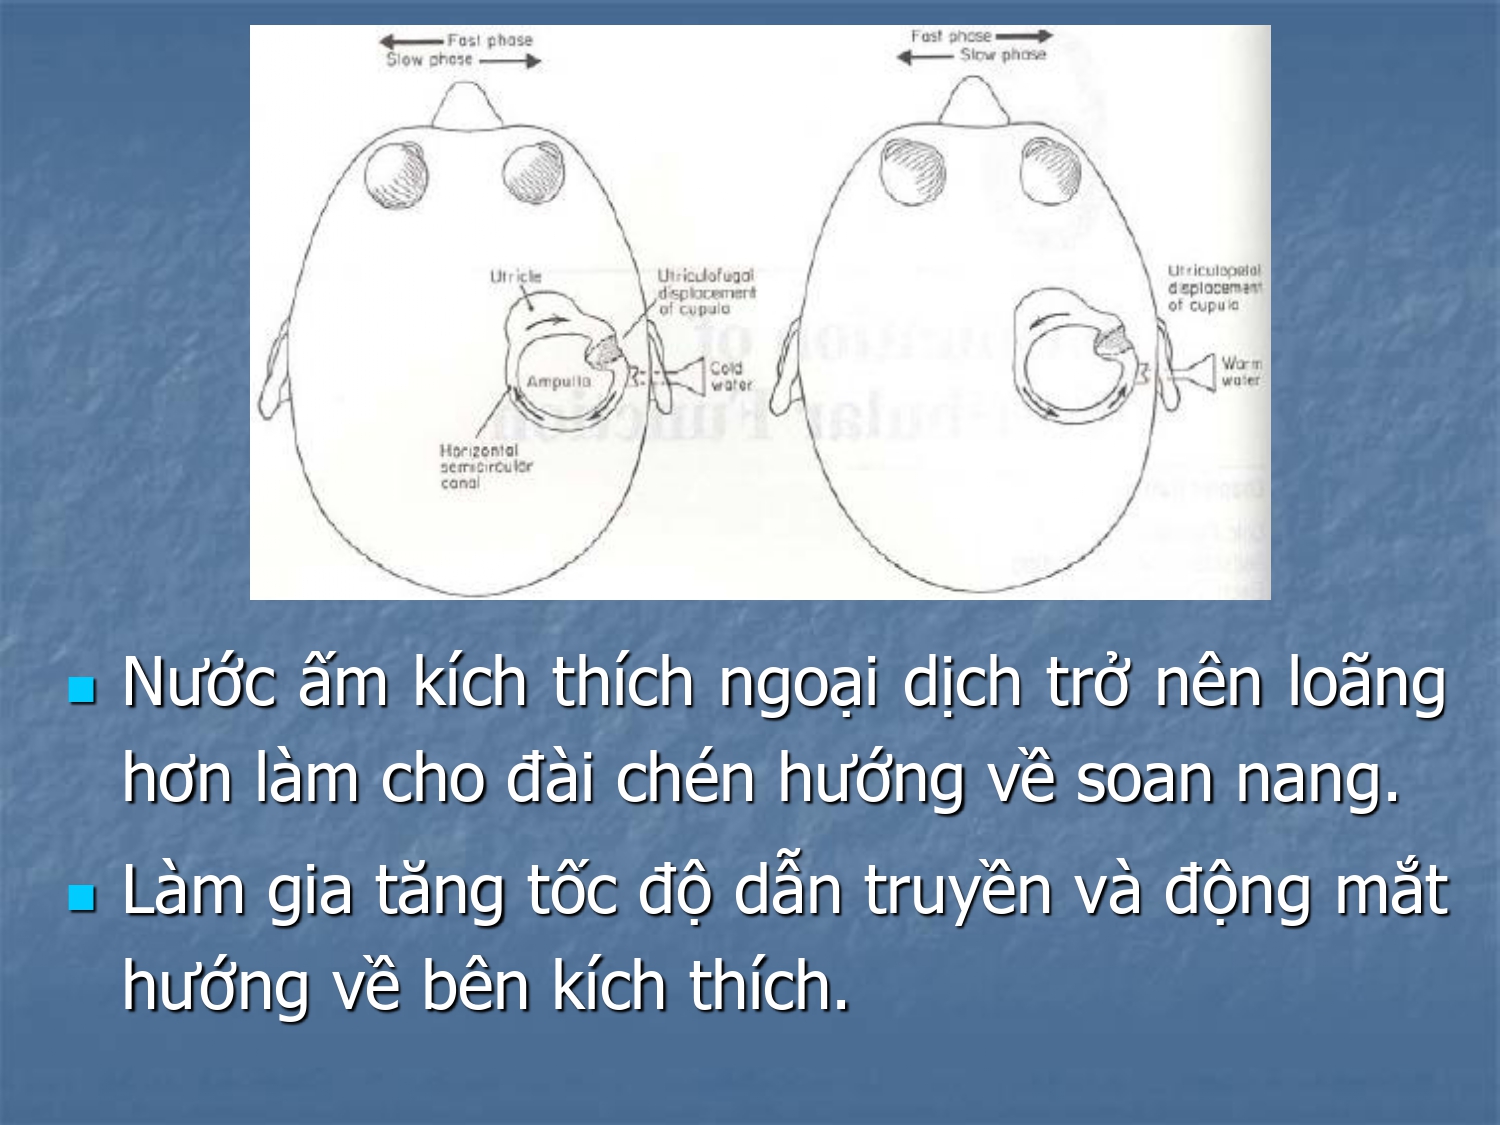 Fast phase
Slow phase
Fast phase
Slow phase
Utricle
Utriculofugal
displacement
of cupula
Cold
water
Ampulla
Horizontal
semicircular
canal
Utriculopetal
displacement
of cupula
Warm
water
Nước ấm kích thích ngoại dịch trở nên loãng
hơn làm cho đài chén hướng về soan nang.
Làm gia tăng tốc độ dẫn truyền và động mắt
hướng về bên kích thích.